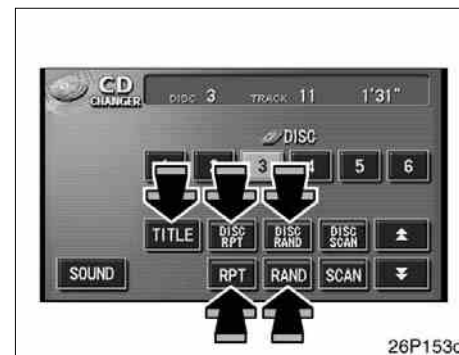 CD
CHANGER DISC 3 TRACK 11 1'31"
DISC
2 3 4 5 6
TITLE DISC RPT DISC RAND DISC SCAN
SOUND RPT RAND SCAN
26P153c